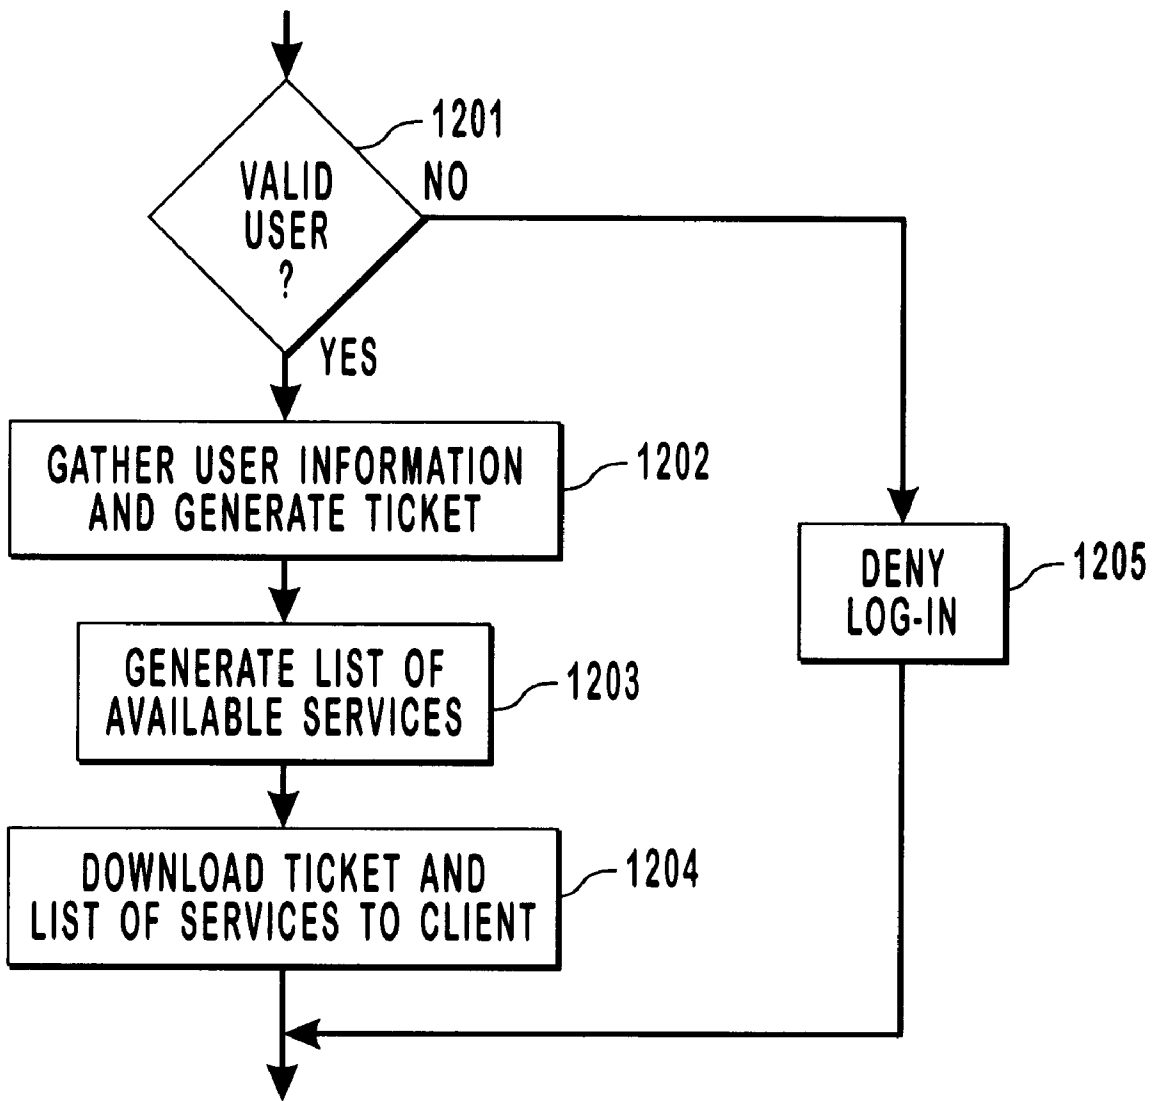 1201
VALID
USER
?
NO
YES
GATHER USER INFORMATION
AND GENERATE TICKET
1202
DENY
LOG-IN
1205
GENERATE LIST OF
AVAILABLE SERVICES
1203
DOWNLOAD TICKET AND
LIST OF SERVICES TO CLIENT
1204